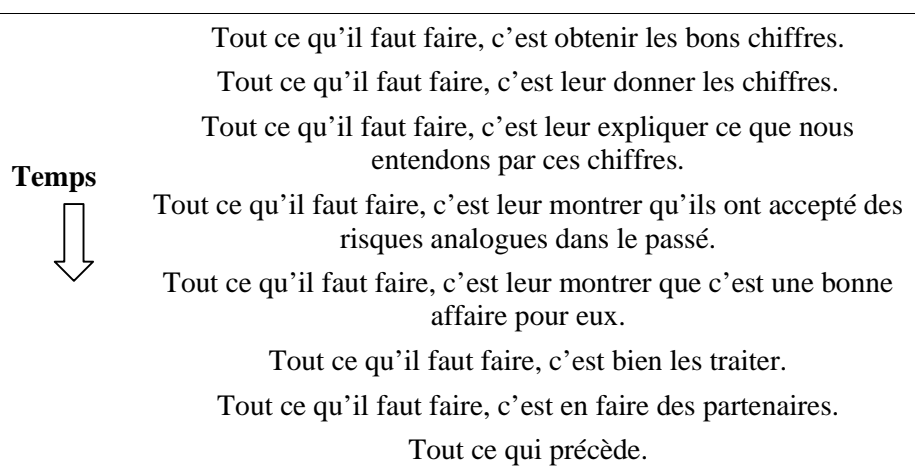 Tout ce qu’il faut faire, c’est obtenir les bons chiffres.
Tout ce qu’il faut faire, c’est leur donner les chiffres.
Tout ce qu’il faut faire, c’est leur expliquer ce que nous
entendons par ces chiffres.
Temps
Tout ce qu’il faut faire, c’est leur montrer qu’ils ont accepté des
risques analogues dans le passé.
Tout ce qu’il faut faire, c’est leur montrer que c’est une bonne
affaire pour eux.
Tout ce qu’il faut faire, c’est bien les traiter.
Tout ce qu’il faut faire, c’est en faire des partenaires.
Tout ce qui précède.